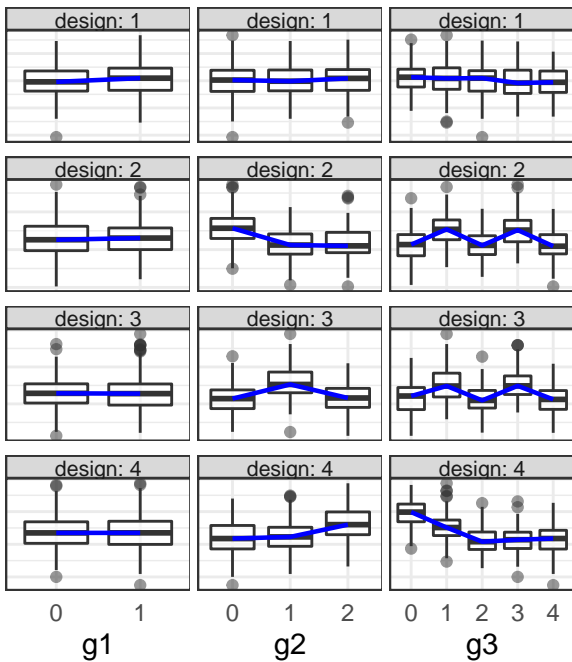 design: 1 design: 1 design: 1
design: 2 design: 2 design: 2
design: 3 design: 3 design: 3
design: 4 design: 4 design: 4
0 1 0 1 2 0 1 2 3 4
g1 g2 g3